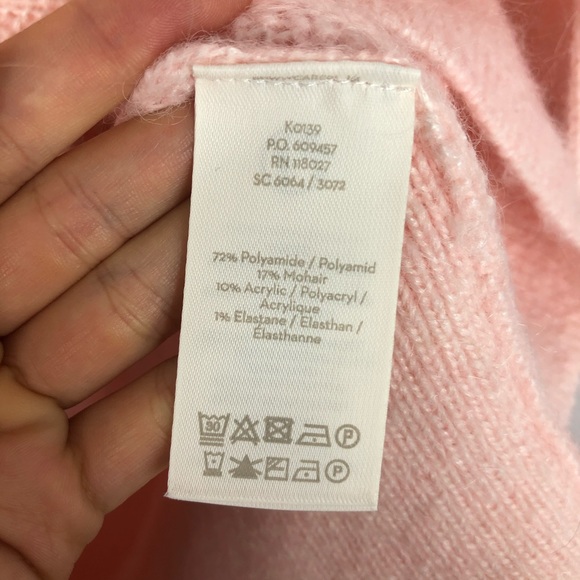 K0139
P.O. 609457
RN 118027
SC 6064 / 3072
72% Polyamide / Polyamid
17% Mohair
10% Acrylic / Polyacryl /
Acrylique
1% Elastane / Elasthan /
Élasthanne
30 P
P